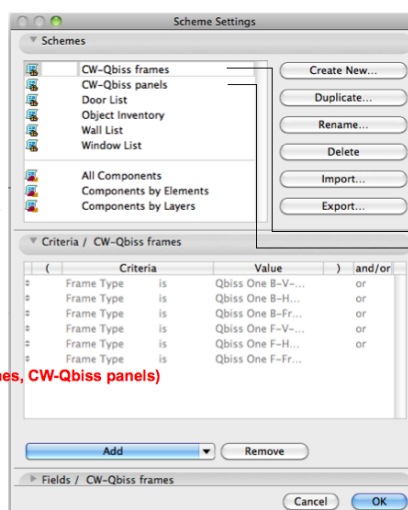 Scheme Settings
Schemes
CW-Qbiss frames
CW-Qbiss panels
Door List
Object Inventory
Wall List
Window List
All Components
Components by Elements
Components by Layers
Create New...
Duplicate...
Rename...
Delete
Import...
Export...
Criteria / CW-Qbiss frames
( Criteria Value ) and/or
Frame Type is Qbiss One B-V-... or
Frame Type is Qbiss One B-H... or
Frame Type is Qbiss One B-Fr... or
Frame Type is Qbiss One F-V-... or
Frame Type is Qbiss One F-H... or
Frame Type is Qbiss One F-Fr...
es, CW-Qbiss panels)
Add Remove
Fields / CW-Qbiss frames
Cancel OK